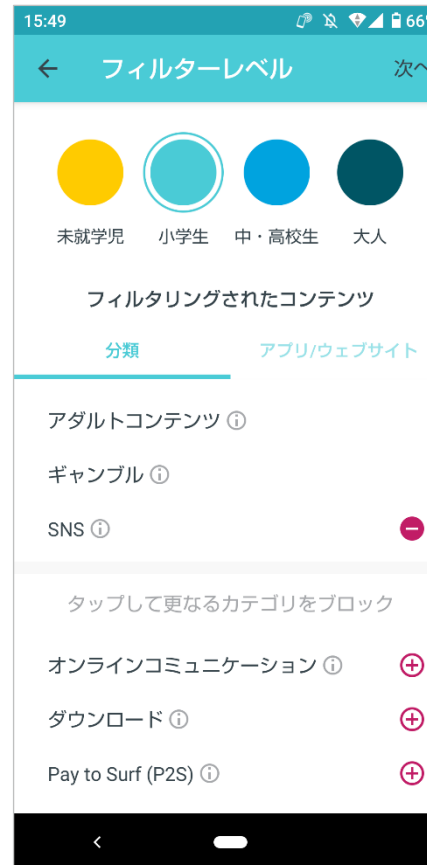 15:49 66%
フィルターレベル 次へ
未就学児 小学生 中・高校生 大人
フィルタリングされたコンテンツ
分類 アプリ/ウェブサイト
アダルトコンテンツ
ギャンブル
SNS
タップして更なるカテゴリをブロック
オンラインコミュニケーション
ダウンロード
Pay to Surf (P2S)